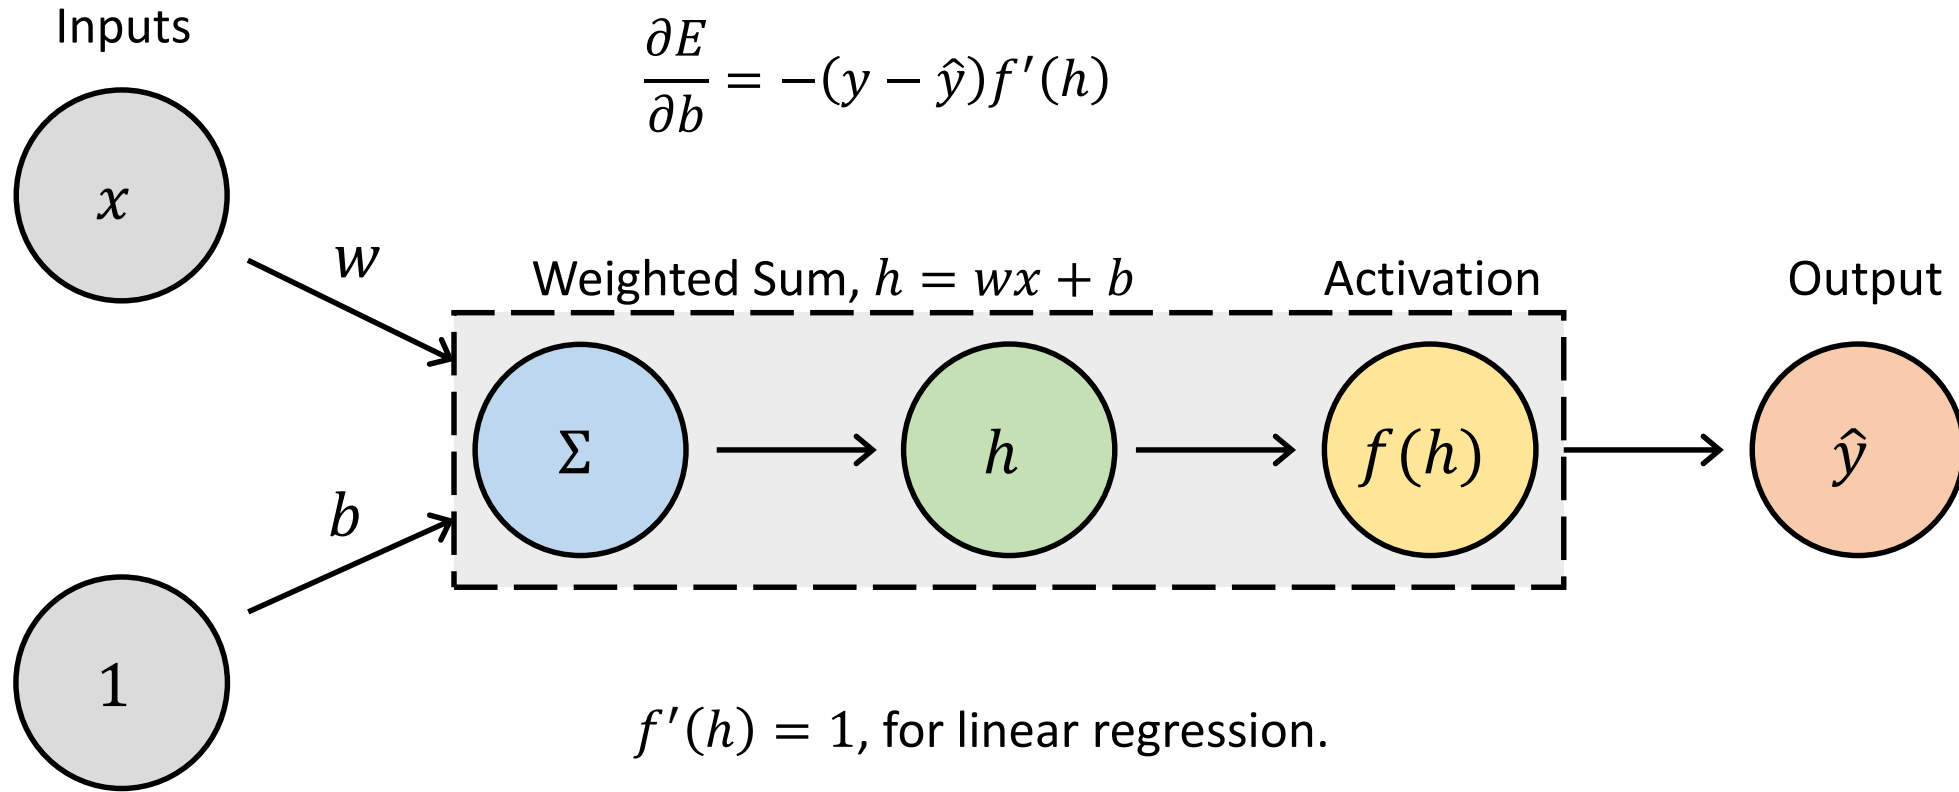 Inputs
∂E/∂b = −(y − ŷ)f′(h)
x
w
Weighted Sum, h = wx + b
Activation
Output
Σ
h
f(h)
ŷ
b
1
f′(h) = 1, for linear regression.